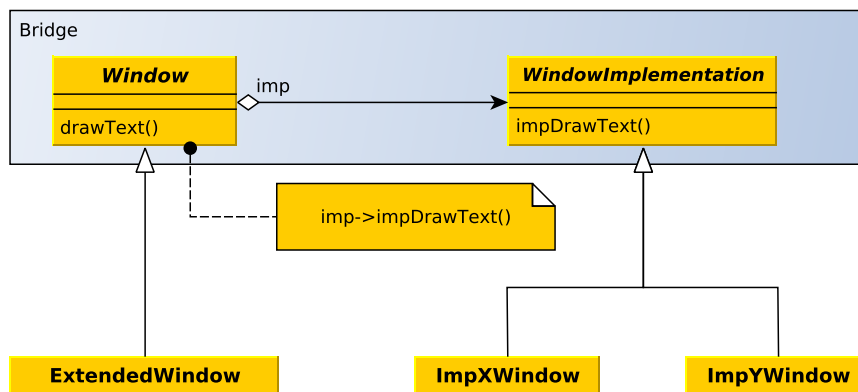 Bridge
Window
imp
WindowImplementation
drawText()
impDrawText()
imp->impDrawText()
ExtendedWindow
ImpXWindow
ImpYWindow